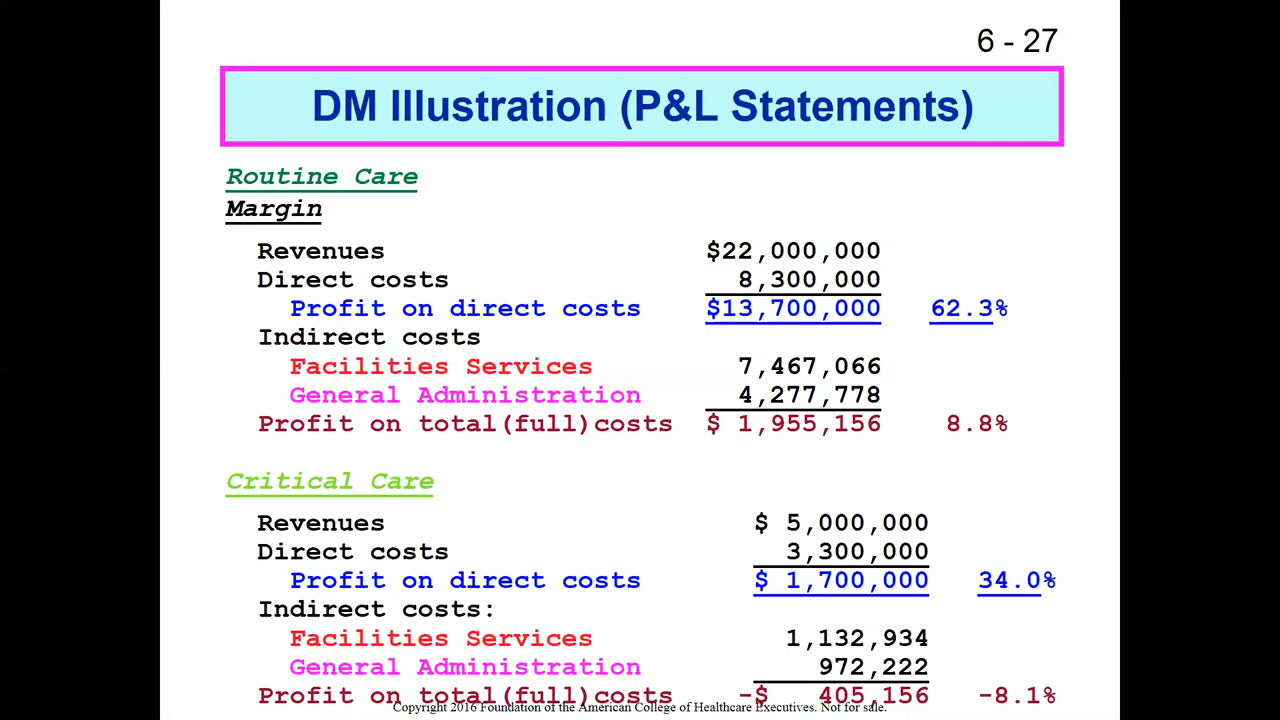 6 - 27
DM Illustration (P&L Statements)
Routine Care
Margin
Revenues $22,000,000
Direct costs 8,300,000
Profit on direct costs $13,700,000 62.3%
Indirect costs
Facilities Services 7,467,066
General Administration 4,277,778
Profit on total(full)costs $ 1,955,156 8.8%
Critical Care
Revenues $ 5,000,000
Direct costs 3,300,000
Profit on direct costs $ 1,700,000 34.0%
Indirect costs:
Facilities Services 1,132,934
General Administration 972,222
Profit on total(full)costs -$ 405,156 -8.1%
Copyright 2016 Foundation of the American College of Healthcare Executives. Not for sale.